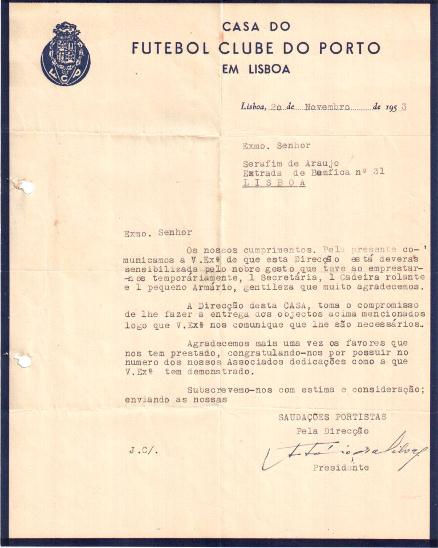 CASA DO
FUTEBOL CLUBE DO PORTO
EM LISBOA
Lisboa, 20 de Novembro de 1953
Exmo. Senhor
Serafim de Araujo
Estrada de Bemfica nº 31
LISBOA
Exmo. Senhor
Os nossos cumprimentos. Pela presente co-
municamos a V.Exª de que esta Direcção está deveras
sensibilizada pelo nobre gesto que teve ao emprestar-
-nos temporáriamente, 1 Secretária, 1 Cadeira rolante
e 1 pequeno Armário, gentileza que muito agradecemos.
A Direcção desta CASA, toma o compromisso
de lhe fazer a entrega aos objectos acima mencionados
logo que V.Exª nos comunique que lhe são necessários.
Agradecemos mais uma vez os favores que
nos tem prestado, congratulando-nos por possuir no
numero dos nossos Associados dedicações como a que
V.Exª tem demonstrado.
Subscrevemo-nos com estima e consideração;
enviando as nossas
SAUDAÇÕES PORTISTAS
Pela Direcção
J.C/.
Presidente